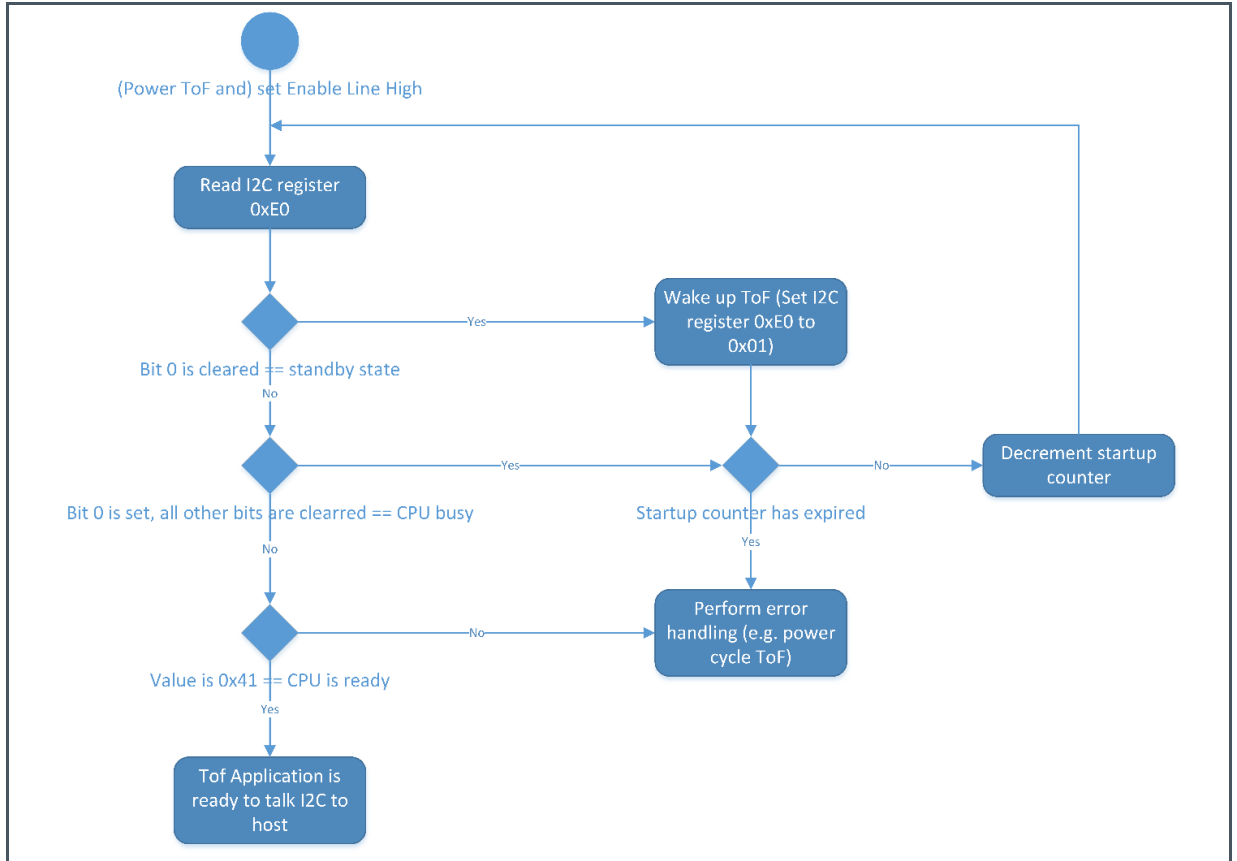 (Power ToF and) set Enable Line High
Read I2C register
0xE0
Yes
Wake up ToF (Set I2C
register 0xE0 to
0x01)
Bit 0 is cleared == standby state
No
Yes
No
Decrement startup
counter
Bit 0 is set, all other bits are clearred == CPU busy
Startup counter has expired
No
Yes
No
Perform error
handling (e.g. power
cycle ToF)
Value is 0x41 == CPU is ready
Yes
Tof Application is
ready to talk I2C to
host